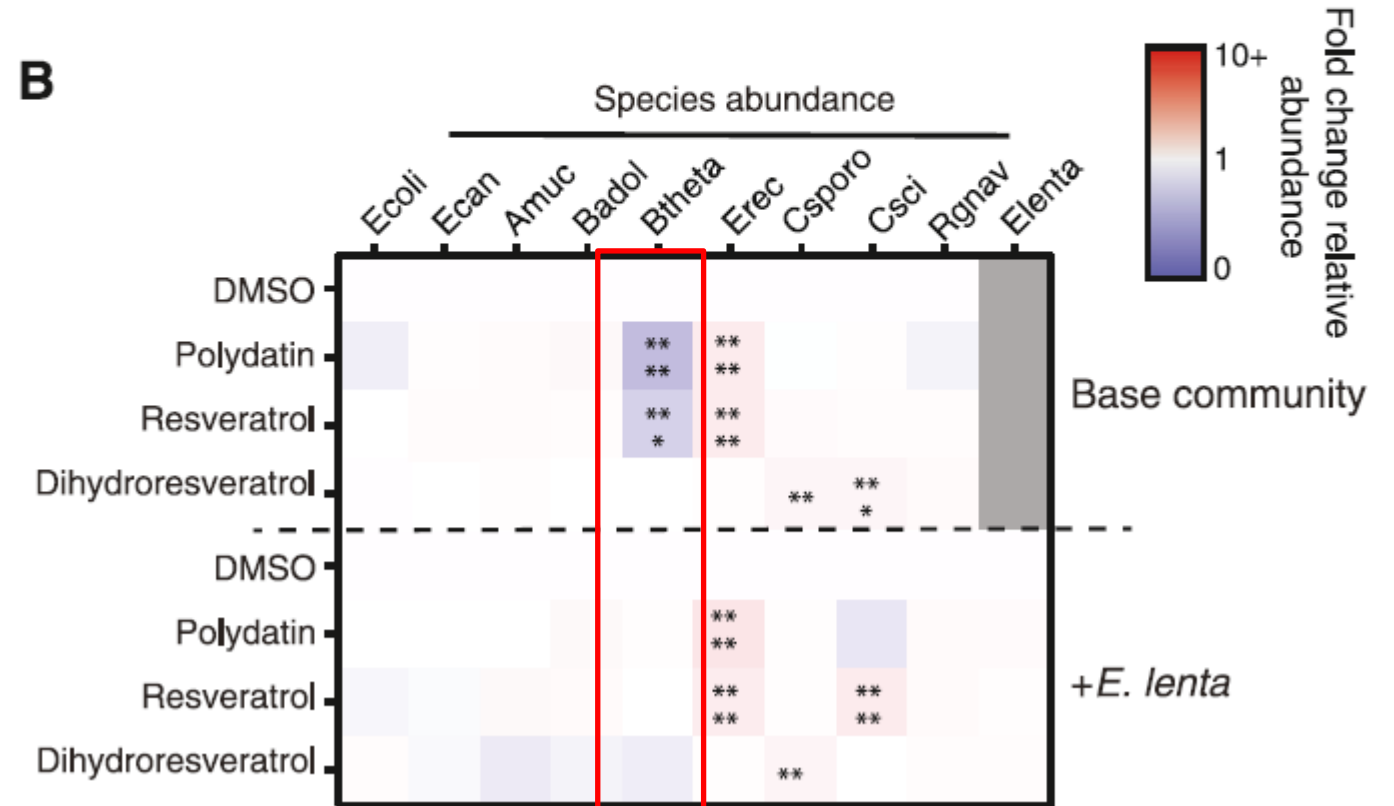 B
Species abundance
Ecoli
Ecan
Amuc
Badol
Btheta
Erec
Csporo
Csci
Rgnav
Elenta
10+
1
0
Fold change relative
abundance
DMSO
Polydatin ** **
** **
Resveratrol ** **
* **
Dihydroresveratrol ** **
*
Base community
DMSO
Polydatin **
**
Resveratrol ** **
** **
Dihydroresveratrol **
+E. lenta